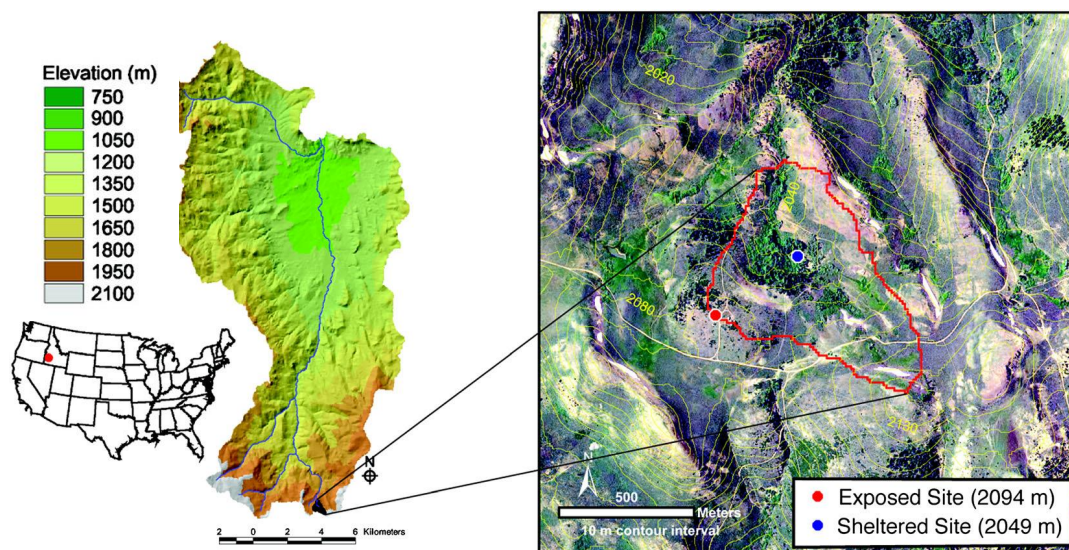 Elevation (m)
750
900
1050
1200
1350
1500
1650
1800
1950
2100
N
2 0 2 4 6 Kilometers
2020
2040
2080
2130
500
Meters
10 m contour interval
Exposed Site (2094 m)
Sheltered Site (2049 m)